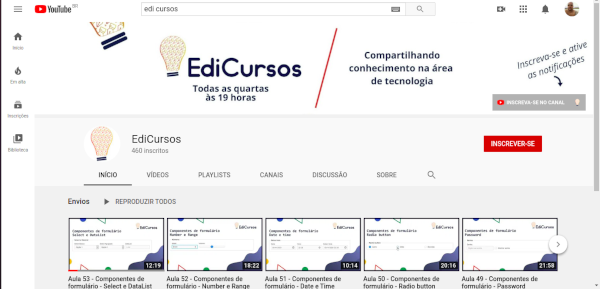 YouTube BR
edi cursos
Início
Em alta
Inscrições
Biblioteca
EdiCursos
Todas as quartas
às 19 horas
Compartilhando
conhecimento na área
de tecnologia
Inscreva-se e ative
as notificações
INSCREVA-SE NO CANAL
EdiCursos
460 inscritos
INSCREVER-SE
INÍCIO VÍDEOS PLAYLISTS CANAIS DISCUSSÃO SOBRE
Envios REPRODUZIR TODOS
Componentes de formulário
Select e DataList
EdiCursos
12:19
Componentes de formulário
Number e Range
EdiCursos
18:22
Componentes de formulário
Date e Time
EdiCursos
10:14
Componentes de formulário
Radio Button
EdiCursos
20:16
Componentes de formulário
Password
EdiCursos
21:58
Aula 53 - Componentes de
formulário - Select e DataList
Aula 52 - Componentes de
formulário - Number e Range
Aula 51 - Componentes de
formulário - Date e Time
Aula 50 - Componentes de
formulário - Radio button
Aula 49 - Componentes de
formulário - Password